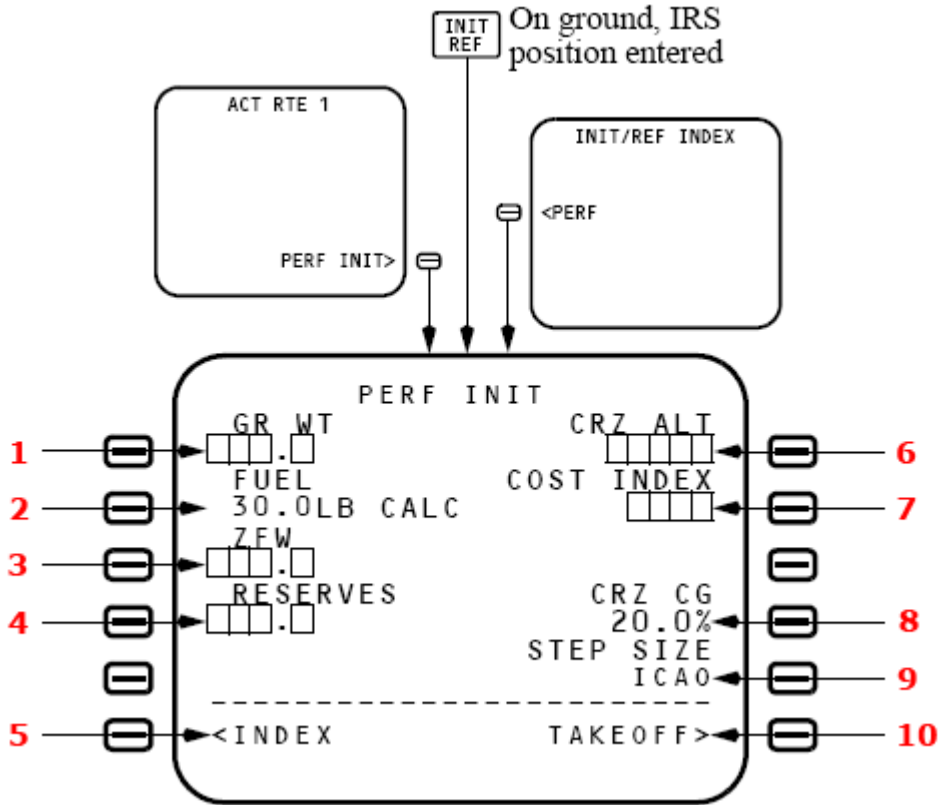 INIT
REF
On ground, IRS
position entered
ACT RTE 1
PERF INIT>
INIT/REF INDEX
<PERF
PERF INIT
GR WT
CRZ ALT
1
.
6
FUEL
COST INDEX
2
30.0LB CALC
7
ZFW
3
.
RESERVES
CRZ CG
4
.
20.0%
8
STEP SIZE
ICAO
9
------------------------------
5
<INDEX
TAKEOFF>
10